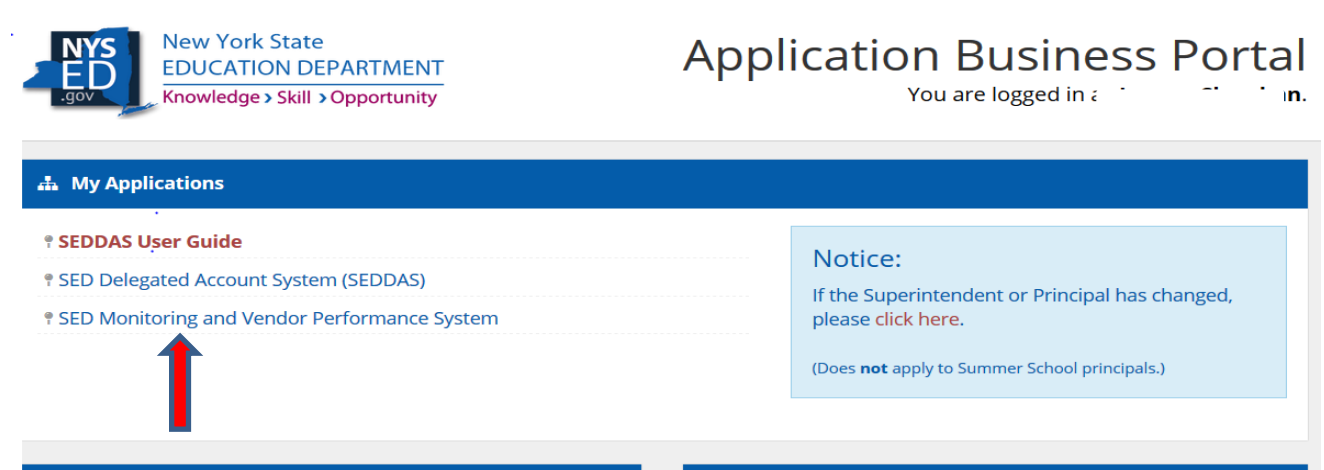 NYS
ED
.gov
New York State
EDUCATION DEPARTMENT
Knowledge > Skill > Opportunity
Application Business Portal
You are logged in
My Applications
SEDDAS User Guide
SED Delegated Account System (SEDDAS)
SED Monitoring and Vendor Performance System
Notice:
If the Superintendent or Principal has changed,
please click here.
(Does not apply to Summer School principals.)